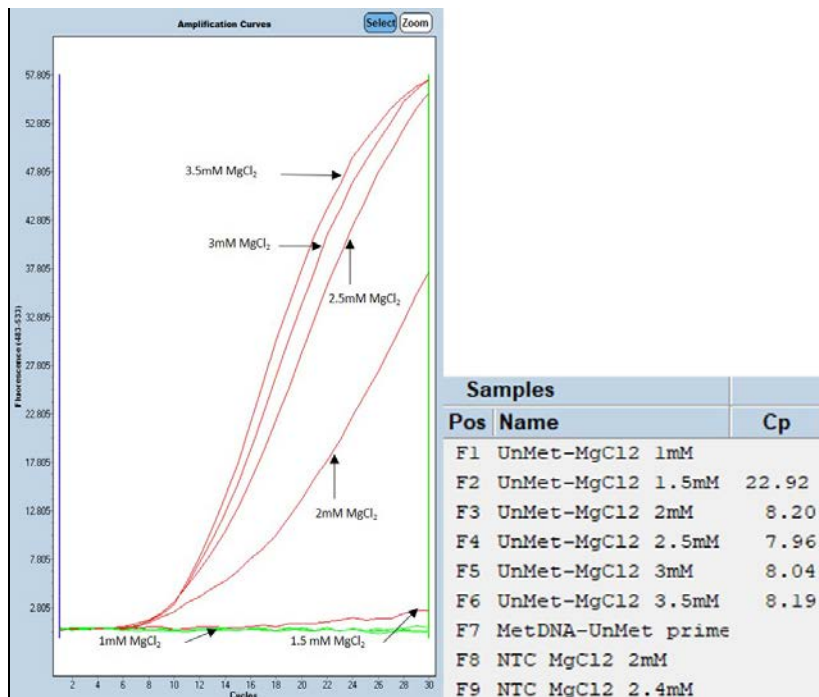 Amplification Curves
Select Zoom
57.805
52.805
47.805
42.805
37.805
32.805
27.805
22.805
17.805
12.805
7.805
2.805
Fluorescence (483-533)
3.5mM MgCl₂
3mM MgCl₂
2.5mM MgCl₂
2mM MgCl₂
1mM MgCl₂
1.5 mM MgCl₂
2 4 6 8 10 12 14 16 18 20 22 24 26 28 30
Cycles
Samples
Pos Name Cp
F1 UnMet-MgCl2 1mM
F2 UnMet-MgCl2 1.5mM 22.92
F3 UnMet-MgCl2 2mM 8.20
F4 UnMet-MgCl2 2.5mM 7.96
F5 UnMet-MgCl2 3mM 8.04
F6 UnMet-MgCl2 3.5mM 8.19
F7 MetDNA-UnMet prime
F8 NTC MgCl2 2mM
F9 NTC MgCl2 2.4mM